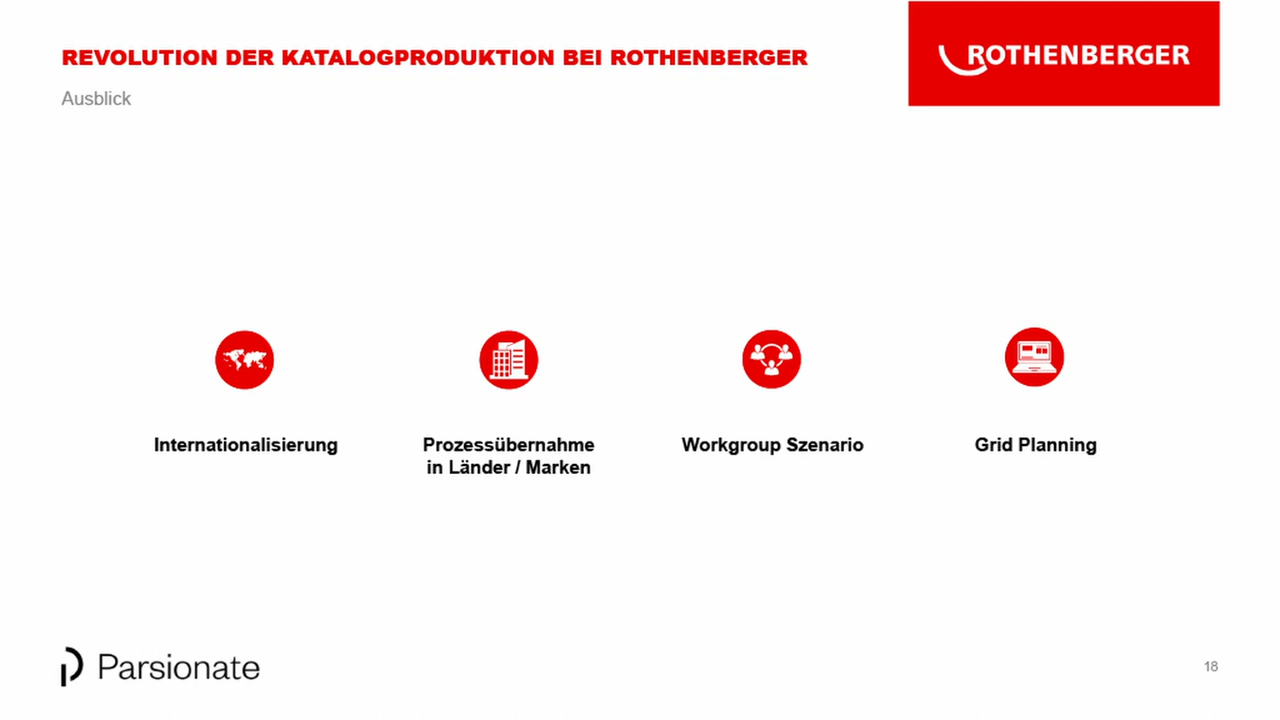 REVOLUTION DER KATALOGPRODUKTION BEI ROTHENBERGER
ROTHENBERGER
Ausblick
Internationalisierung
Prozessübernahme
in Länder / Marken
Workgroup Szenario
Grid Planning
Parsionate
18